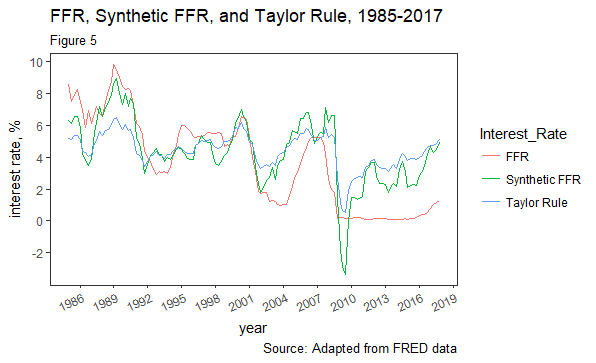 FFR, Synthetic FFR, and Taylor Rule, 1985-2017
Figure 5
10
8
6
4
2
0
-2
interest rate, %
1986 1989 1992 1995 1998 2001 2004 2007 2010 2013 2016 2019
year
Interest_Rate
FFR
Synthetic FFR
Taylor Rule
Source: Adapted from FRED data